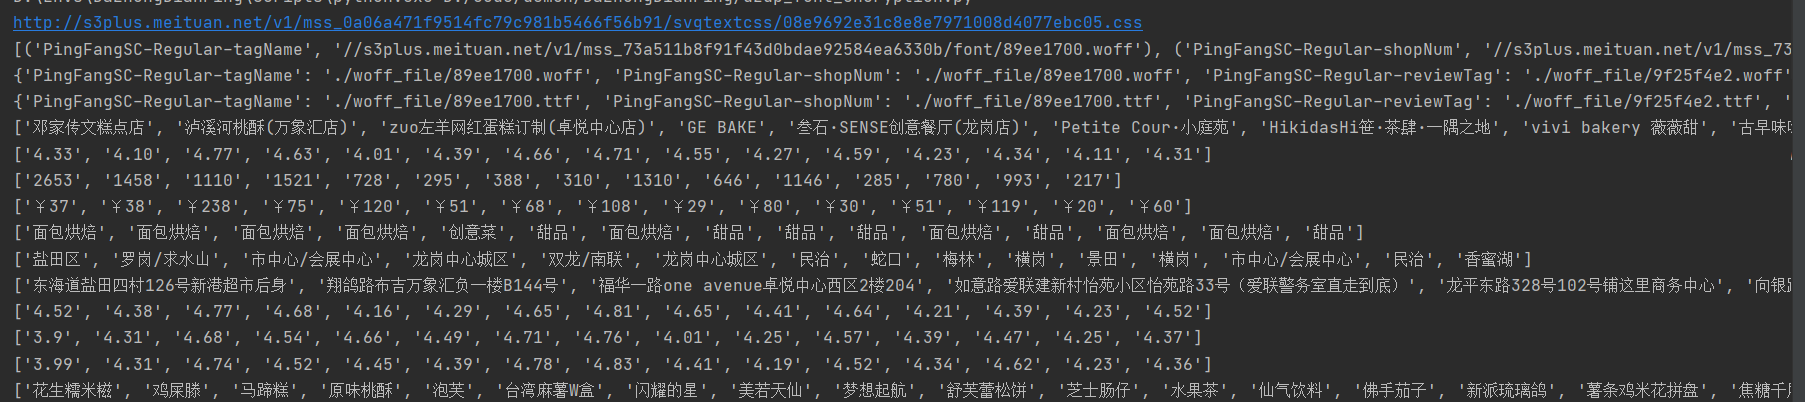 http://s3plus.meituan.net/v1/mss_0a06a471f9514fc79c981b5466f56b91/svgtextcss/08e9692e31c8e8e7971008d4077ebc05.css
[('PingFangSC-Regular-tagName', '//s3plus.meituan.net/v1/mss_73a511b8f91f43d0bdae92584ea6330b/font/89ee1700.woff'), ('PingFangSC-Regular-shopNum', '//s3plus.meituan.net/v1/mss_73
{'PingFangSC-Regular-tagName': './woff_file/89ee1700.woff', 'PingFangSC-Regular-shopNum': './woff_file/89ee1700.woff', 'PingFangSC-Regular-reviewTag': './woff_file/9f25f4e2.woff'
{'PingFangSC-Regular-tagName': './woff_file/89ee1700.ttf', 'PingFangSC-Regular-shopNum': './woff_file/89ee1700.ttf', 'PingFangSC-Regular-reviewTag': './woff_file/9f25f4e2.ttf', '
['邓家传文糕点店', '泸溪河桃酥(万象汇店)', 'zuo左羊网红蛋糕订制(卓悦中心店)', 'GE BAKE', '叁石·SENSE创意餐厅(龙岗店)', 'Petite Cour·小庭苑', 'HikidasHi笹·茶肆·一隅之地', 'vivi bakery 薇薇甜', '古早味
['4.33', '4.10', '4.77', '4.63', '4.01', '4.39', '4.66', '4.71', '4.55', '4.27', '4.59', '4.23', '4.34', '4.11', '4.31']
['2653', '1458', '1110', '1521', '728', '295', '388', '310', '1310', '646', '1146', '285', '780', '993', '217']
['￥37', '￥38', '￥238', '￥75', '￥120', '￥51', '￥68', '￥108', '￥29', '￥80', '￥30', '￥51', '￥119', '￥20', '￥60']
['面包烘焙', '面包烘焙', '面包烘焙', '面包烘焙', '创意菜', '甜品', '面包烘焙', '甜品', '甜品', '甜品', '面包烘焙', '甜品', '面包烘焙', '面包烘焙', '甜品']
['盐田区', '罗岗/求水山', '市中心/会展中心', '龙岗中心城区', '双龙/南联', '龙岗中心城区', '民治', '蛇口', '梅林', '横岗', '景田', '横岗', '市中心/会展中心', '民治', '香蜜湖']
['东海道盐田四村126号新港超市后身', '翔鸽路布吉万象汇负一楼B144号', '福华一路one avenue卓悦中心西区2楼204', '如意路爱联建新村怡苑小区怡苑路33号（爱联警务室直走到底）', '龙平东路328号102号铺这里商务中心', '向银路
['4.52', '4.38', '4.77', '4.68', '4.16', '4.29', '4.65', '4.81', '4.65', '4.41', '4.64', '4.21', '4.39', '4.23', '4.52']
['3.9', '4.31', '4.68', '4.54', '4.66', '4.49', '4.71', '4.76', '4.01', '4.25', '4.57', '4.39', '4.47', '4.25', '4.37']
['3.99', '4.31', '4.74', '4.52', '4.45', '4.39', '4.78', '4.83', '4.41', '4.19', '4.52', '4.34', '4.62', '4.23', '4.36']
['花生糯米糍', '鸡屎藤', '马蹄糕', '原味桃酥', '泡芙', '台湾麻薯W盒', '闪耀的星', '美若天仙', '梦想起航', '舒芙蕾松饼', '芝士肠仔', '水果茶', '仙气饮料', '佛手茄子', '新派琉璃鸽', '薯条鸡米花拼盘', '焦糖千